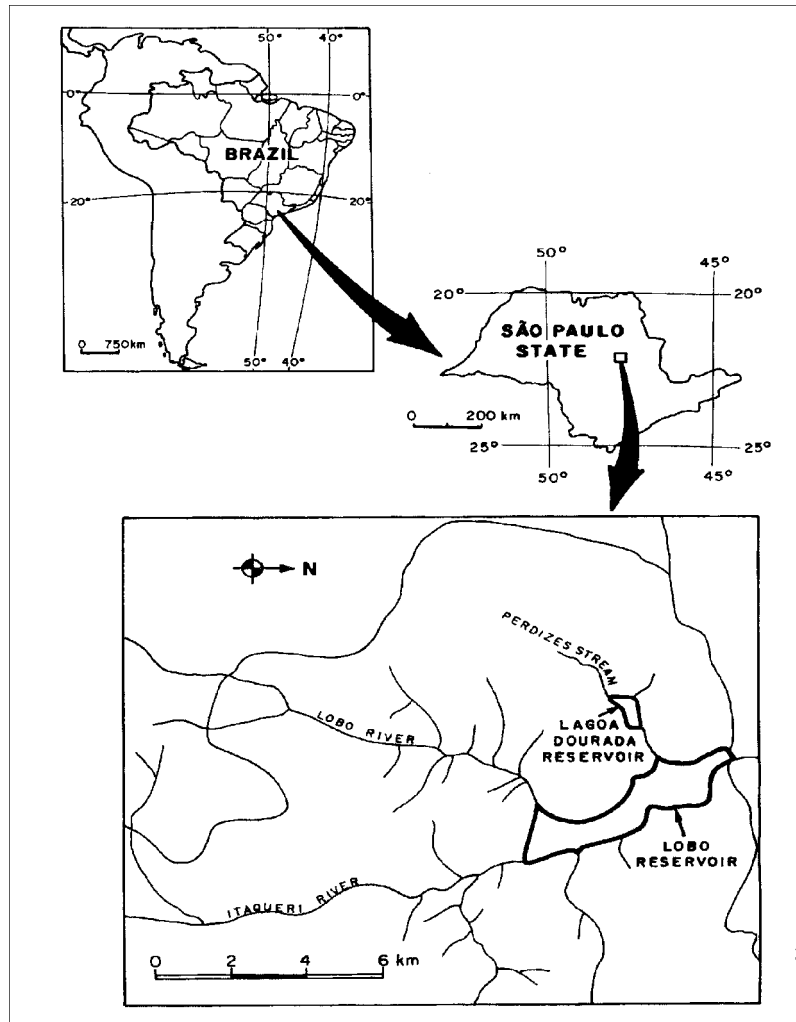 50° 40°
0° 0°
BRAZIL
20° 20°
0 750km
50° 40°
50° 45°
20° 20°
SÃO PAULO
STATE
0 200 km
25° 25°
50° 45°
N
PERDIZES STREAM
LOBO RIVER
LAGOA
DOURADA
RESERVOIR
LOBO
RESERVOIR
ITAQUERI RIVER
0 2 4 6 km